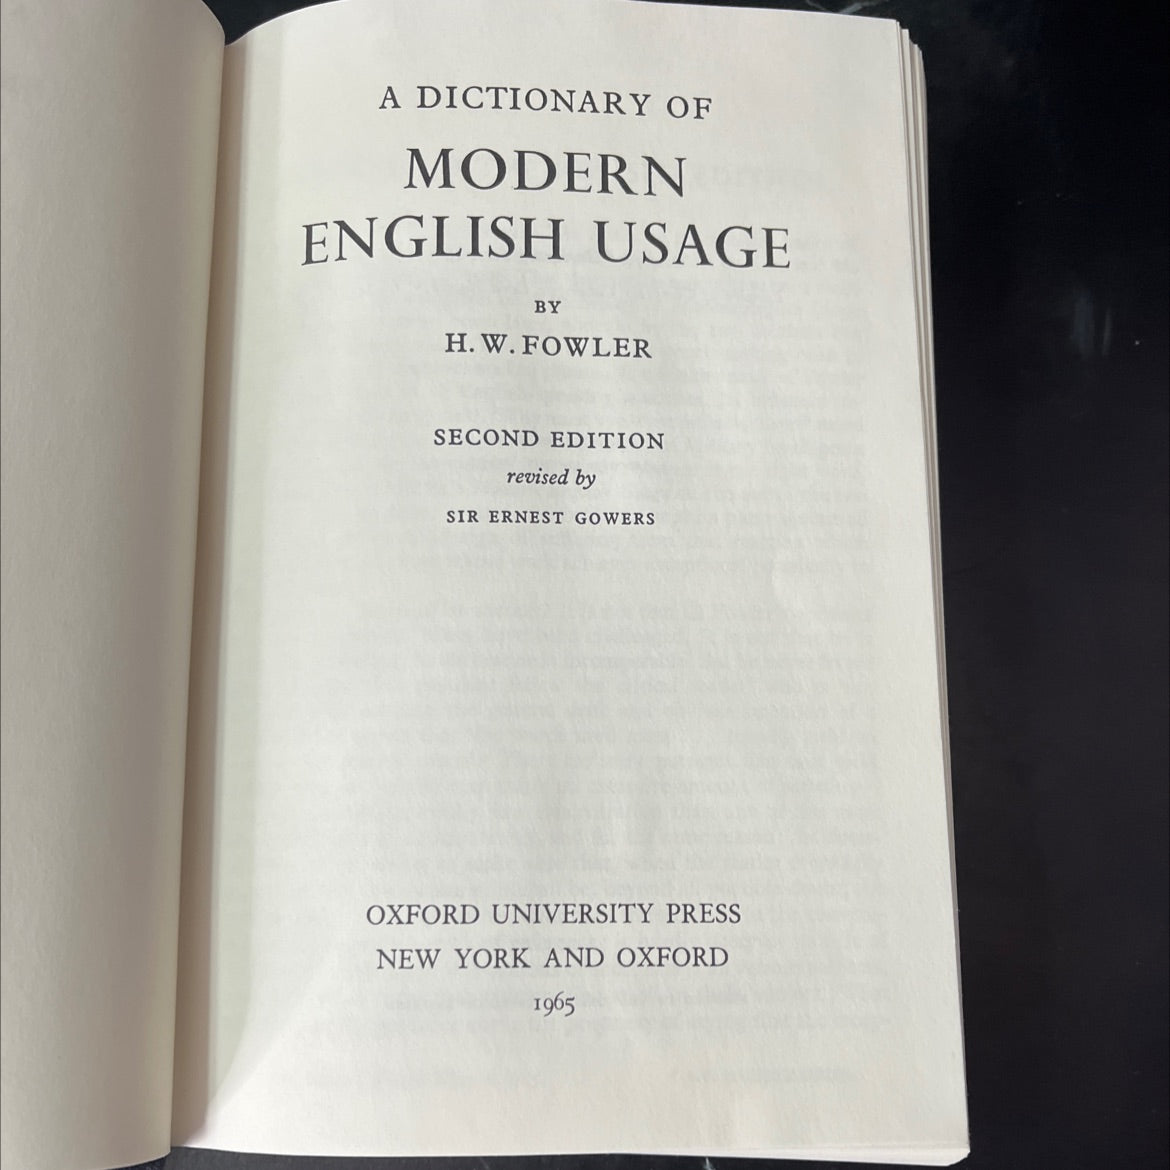 A DICTIONARY OF
MODERN
ENGLISH USAGE
BY
H. W. FOWLER
SECOND EDITION
revised by
SIR ERNEST GOWERS
OXFORD UNIVERSITY PRESS
NEW YORK AND OXFORD
1965